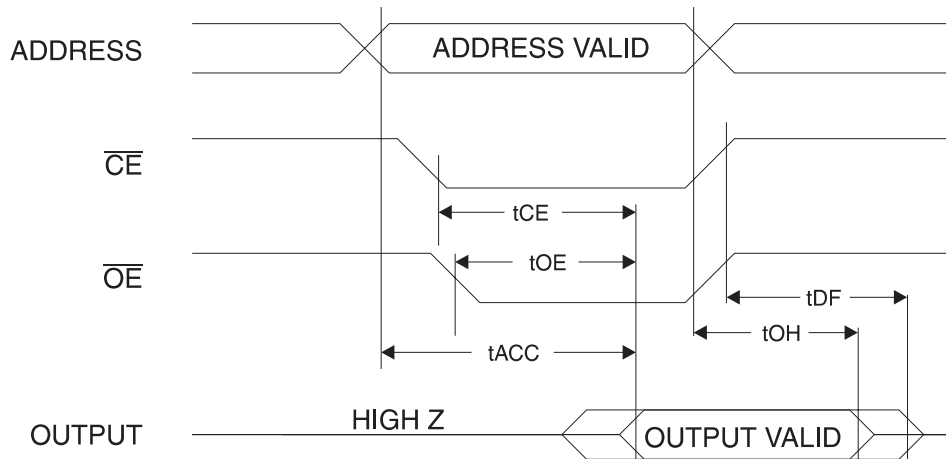 ADDRESS
ADDRESS VALID
CE
tCE
OE
tOE
tDF
tOH
tACC
HIGH Z
OUTPUT
OUTPUT VALID